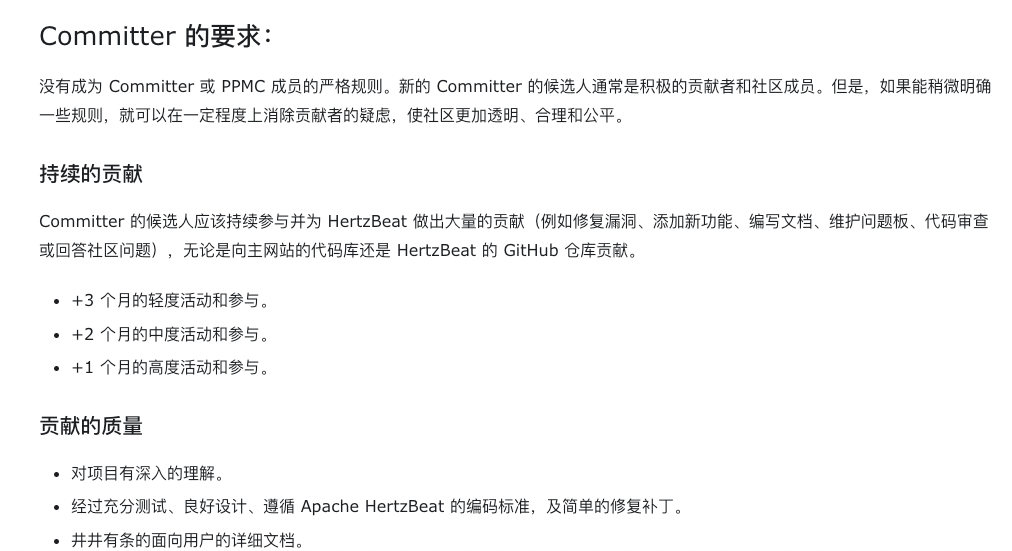 Committer 的要求：
没有成为 Committer 或 PPMC 成员的严格规则。新的 Committer 的候选人通常是积极的贡献者和社区成员。但是，如果能稍微明确
一些规则，就可以在一定程度上消除贡献者的疑虑，使社区更加透明、合理和公平。
持续的贡献
Committer 的候选人应该持续参与并为 HertzBeat 做出大量的贡献（例如修复漏洞、添加新功能、编写文档、维护问题板、代码审查
或回答社区问题），无论是向主网站的代码库还是 HertzBeat 的 GitHub 仓库贡献。
• +3 个月的轻度活动和参与。
• +2 个月的中度活动和参与。
• +1 个月的高度活动和参与。
贡献的质量
• 对项目有深入的理解。
• 经过充分测试、良好设计、遵循 Apache HertzBeat 的编码标准，及简单的修复补丁。
• 井井有条的面向用户的详细文档。